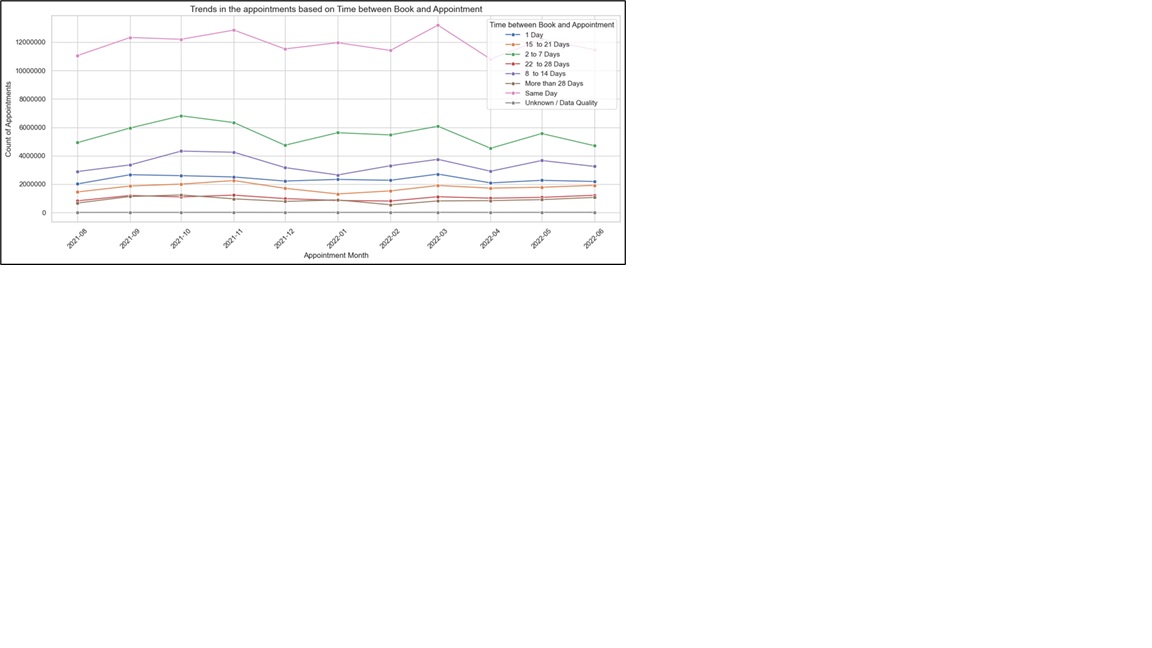 Trends in the appointments based on Time between Book and Appointment
Time between Book and Appointment
1 Day
15 to 21 Days
2 to 7 Days
22 to 28 Days
8 to 14 Days
More than 28 Days
Same Day
Unknown / Data Quality
Count of Appointments
12000000
10000000
8000000
6000000
4000000
2000000
0
2021-08
2021-09
2021-10
2021-11
2021-12
2022-01
2022-02
2022-03
2022-04
2022-05
2022-06
Appointment Month